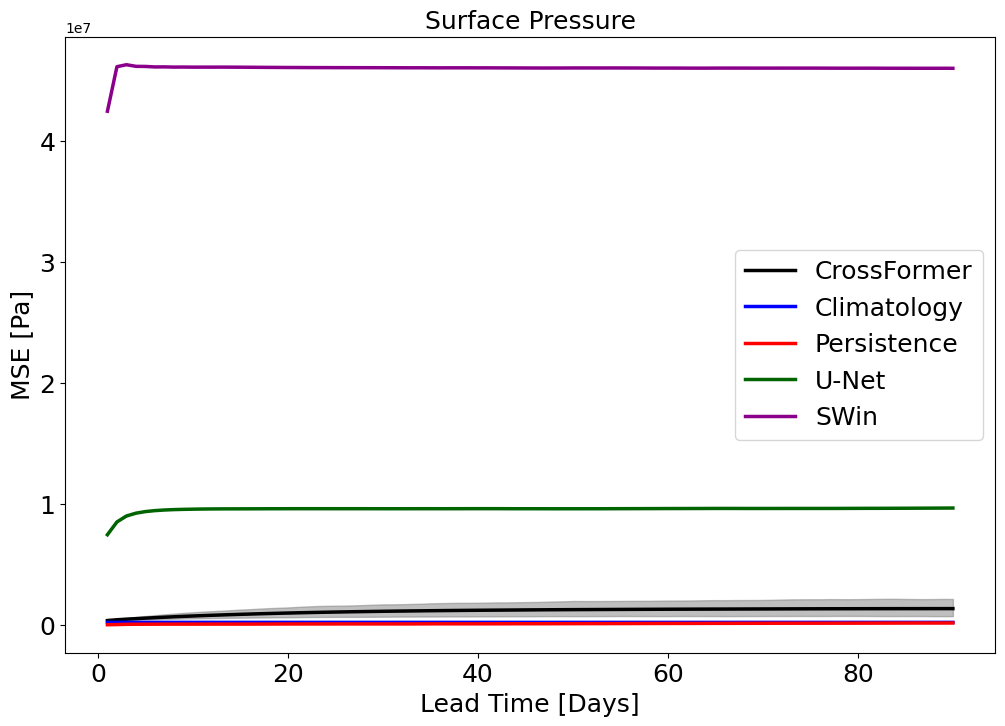 Surface Pressure
1e7
4
3
2
1
0
MSE [Pa]
CrossFormer
Climatology
Persistence
U-Net
SWin
0 20 40 60 80
Lead Time [Days]